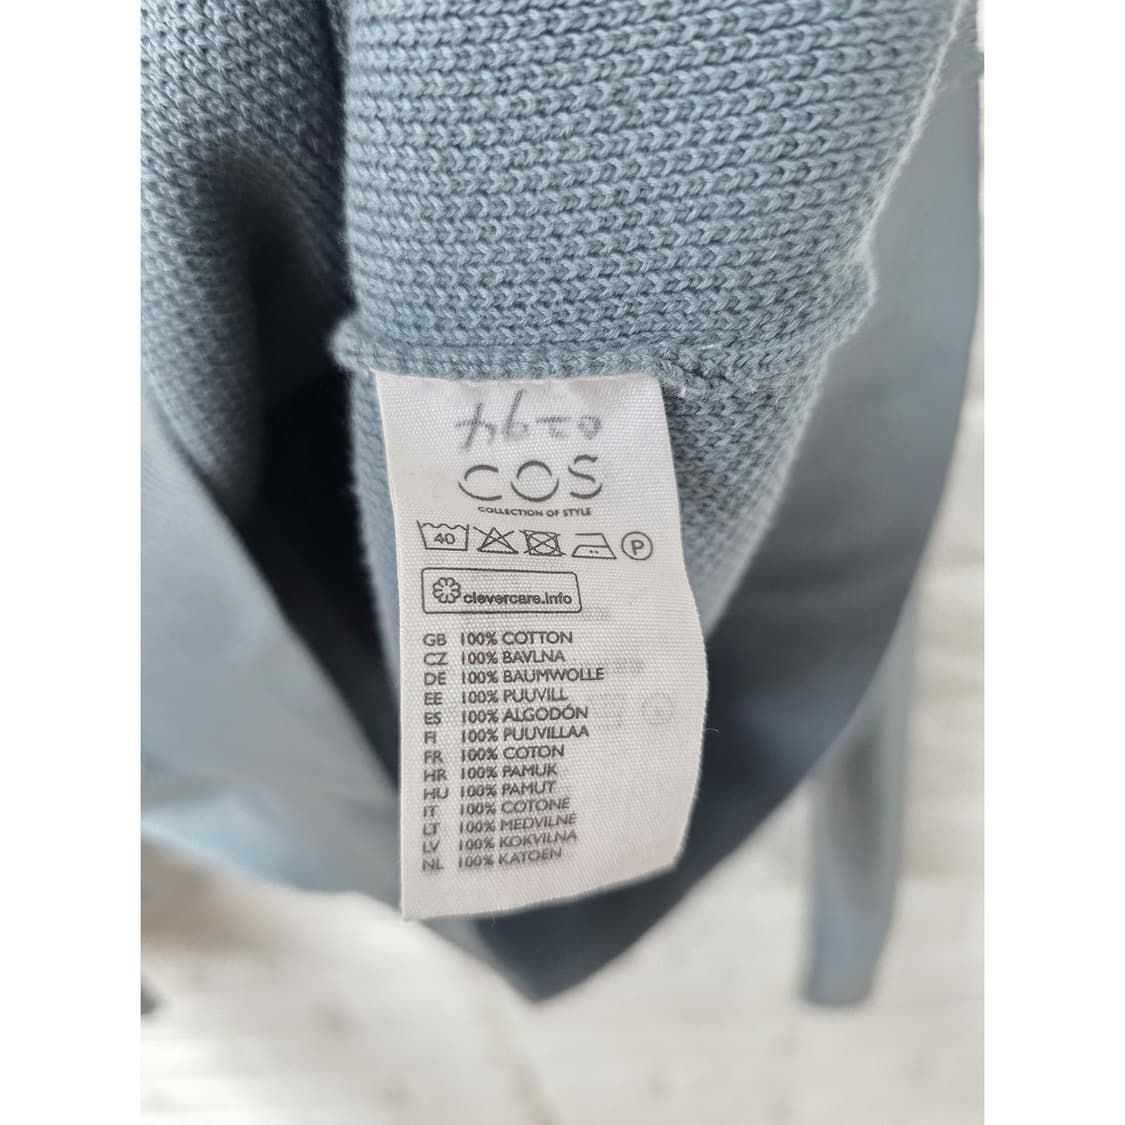 COS
COLLECTION OF STYLE
40 P
clevercare.info
GB 100% COTTON
CZ 100% BAVLNA
DE 100% BAUMWOLLE
EE 100% PUUVILL
ES 100% ALGODÓN
FI 100% PUUVILLAA
FR 100% COTON
HR 100% PAMUK
HU 100% PAMUT
IT 100% COTONE
LT 100% MEDVILNĖ
LV 100% KOKVILNA
NL 100% KATOEN